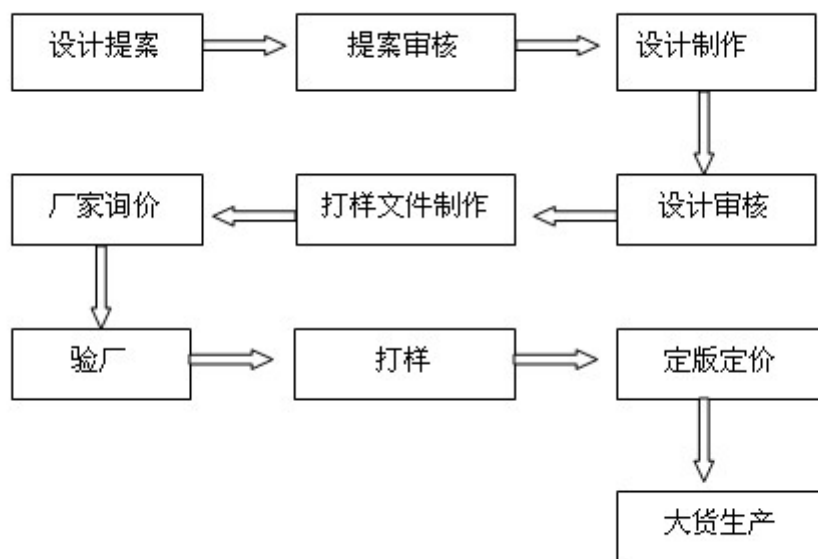 设计提案
提案审核
设计制作
厂家询价
打样文件制作
设计审核
验厂
打样
定版定价
大货生产